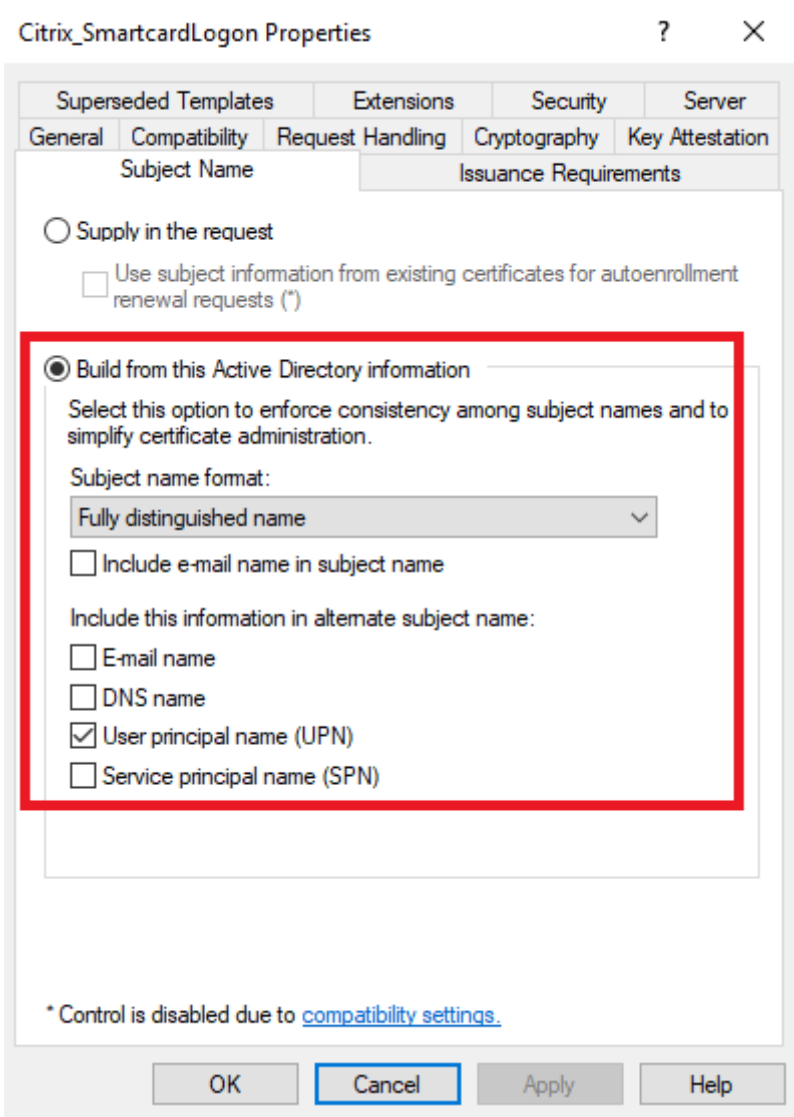 Citrix_SmartcardLogon Properties ? ×
Superseded Templates Extensions Security Server
General Compatibility Request Handling Cryptography Key Attestation
Subject Name Issuance Requirements
Supply in the request
Use subject information from existing certificates for autoenrollment
renewal requests (*)
Build from this Active Directory information
Select this option to enforce consistency among subject names and to
simplify certificate administration.
Subject name format:
Fully distinguished name
Include e-mail name in subject name
Include this information in alternate subject name:
E-mail name
DNS name
User principal name (UPN)
Service principal name (SPN)
* Control is disabled due to compatibility settings.
OK Cancel Apply Help